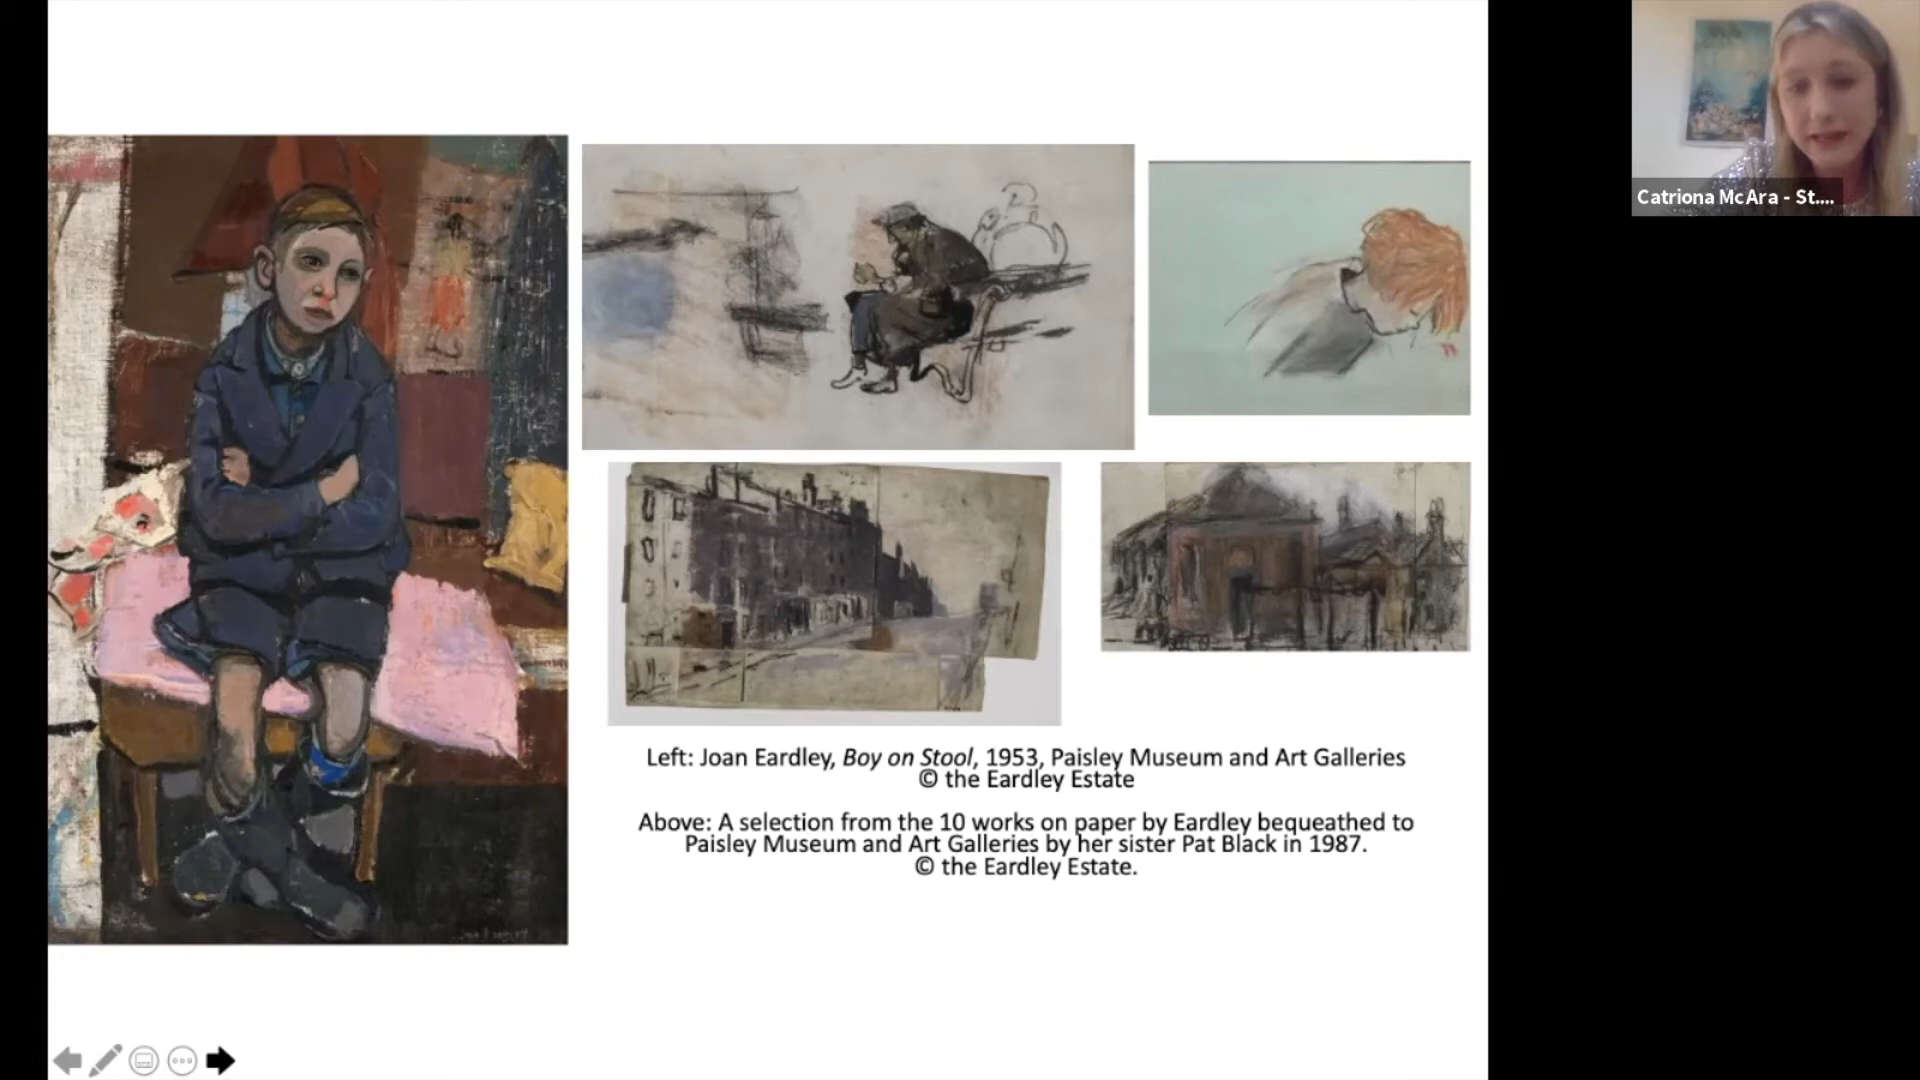 Catriona McAra - St....
Left: Joan Eardley, Boy on Stool, 1953, Paisley Museum and Art Galleries
© the Eardley Estate
Above: A selection from the 10 works on paper by Eardley bequeathed to
Paisley Museum and Art Galleries by her sister Pat Black in 1987.
© the Eardley Estate.